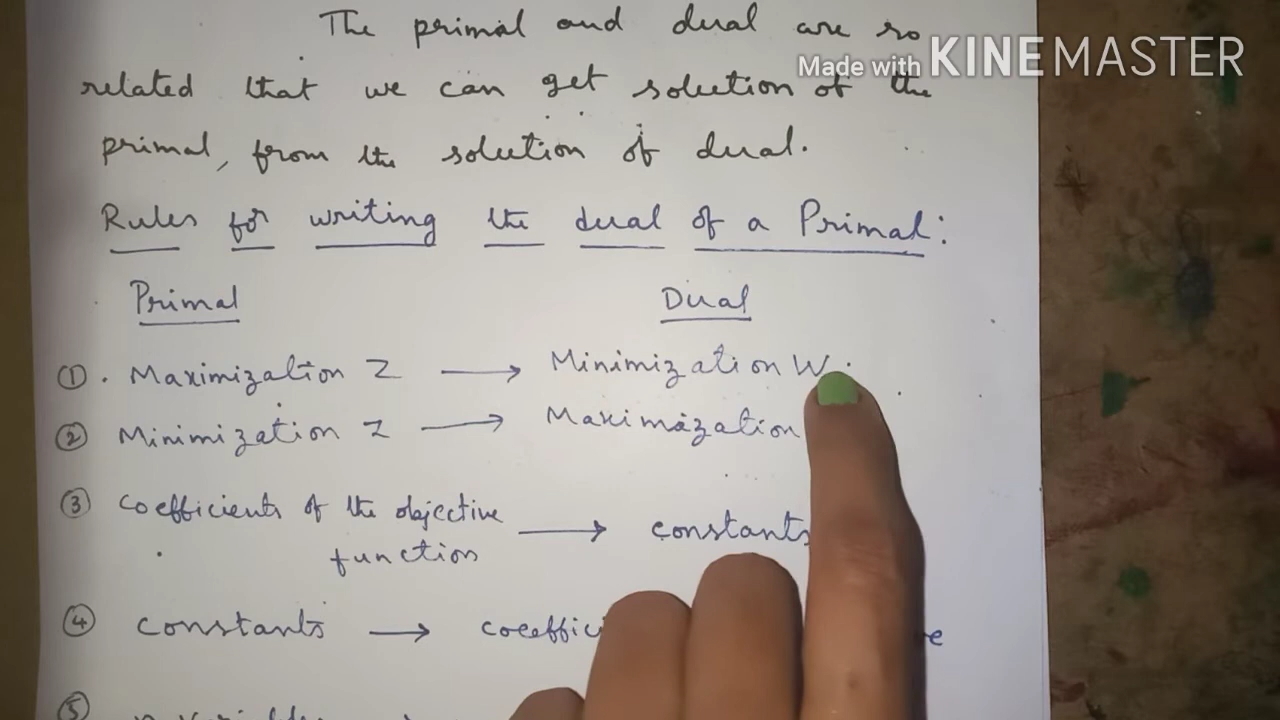 The primal and dual are so
Made with KINEMASTER
related that we can get solution of the
primal, from the solution of dual.
Rules for writing the dual of a Primal:
Primal Dual
① Maximization Z → Minimization W.
② Minimization Z → Maximization
③ Coefficients of the objective function → constants
④ constants → coeffici
⑤